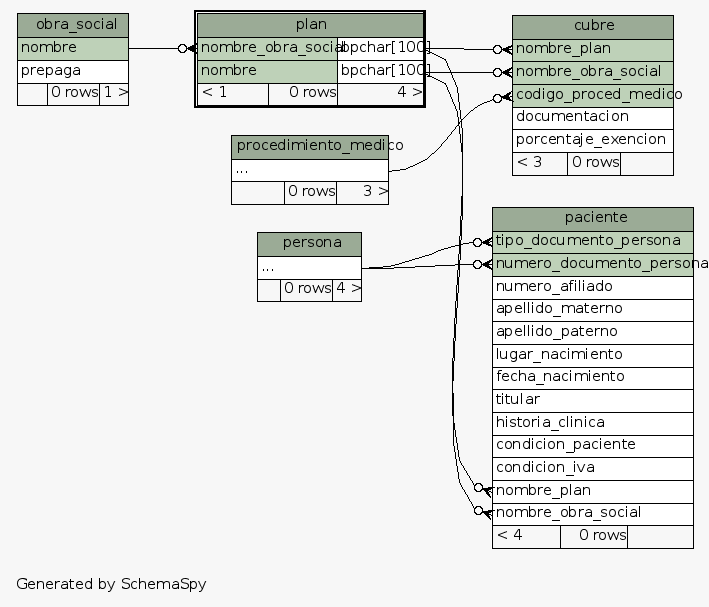 obra_social
nombre
prepaga
0 rows 1 >
plan
nombre_obra_social bpchar[100]
nombre bpchar[100]
< 1 0 rows 4 >
procedimiento_medico
...
0 rows 3 >
persona
...
0 rows 4 >
cubre
nombre_plan
nombre_obra_social
codigo_proced_medico
documentacion
porcentaje_exencion
< 3 0 rows
paciente
tipo_documento_persona
numero_documento_persona
numero_afiliado
apellido_materno
apellido_paterno
lugar_nacimiento
fecha_nacimiento
titular
historia_clinica
condicion_paciente
condicion_iva
nombre_plan
nombre_obra_social
< 4 0 rows
Generated by SchemaSpy